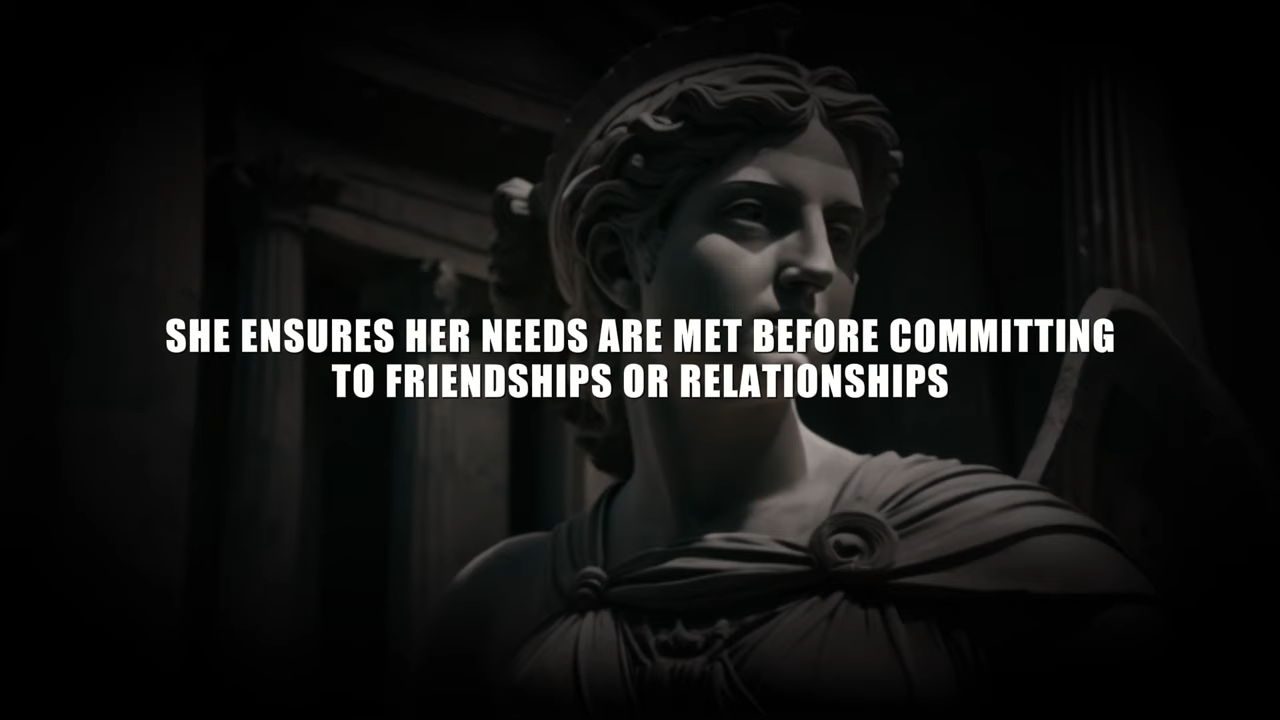 SHE ENSURES HER NEEDS ARE MET BEFORE COMMITTING
TO FRIENDSHIPS OR RELATIONSHIPS